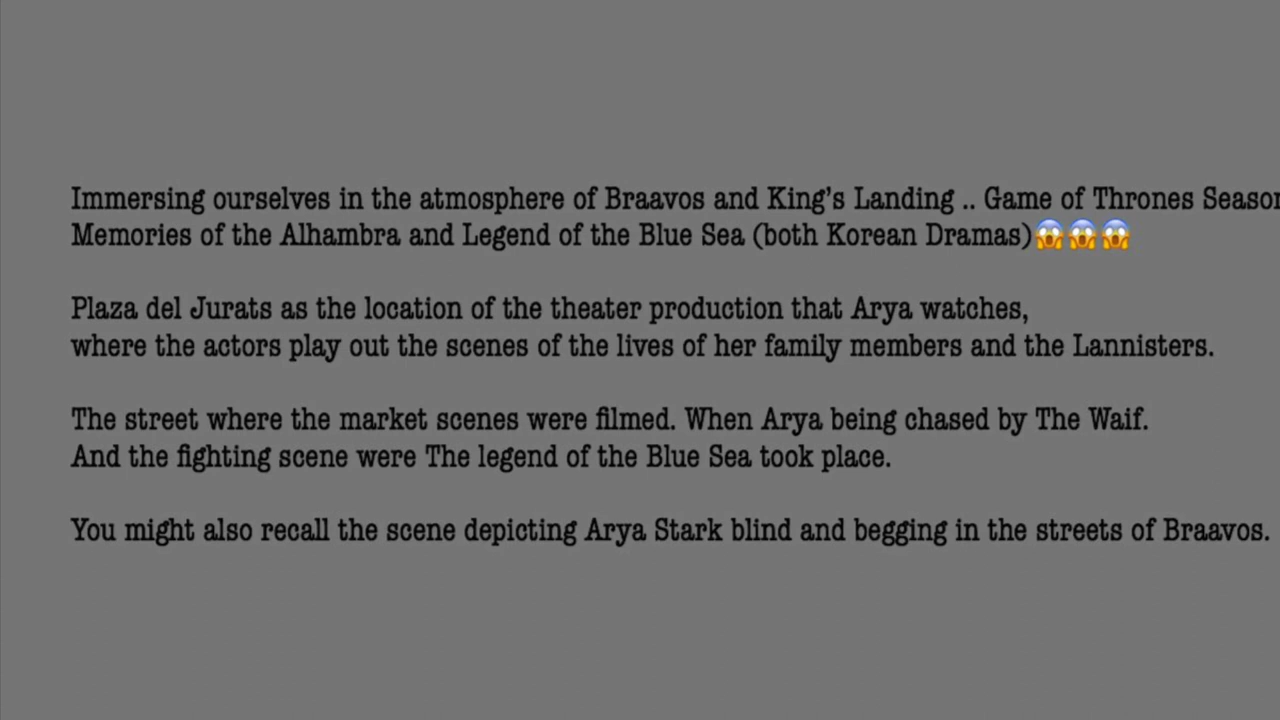 Immersing ourselves in the atmosphere of Braavos and King's Landing .. Game of Thrones Season
Memories of the Alhambra and Legend of the Blue Sea (both Korean Dramas)😱😱😱
Plaza del Jurats as the location of the theater production that Arya watches,
where the actors play out the scenes of the lives of her family members and the Lannisters.
The street where the market scenes were filmed. When Arya being chased by The Waif.
And the fighting scene were The legend of the Blue Sea took place.
You might also recall the scene depicting Arya Stark blind and begging in the streets of Braavos.